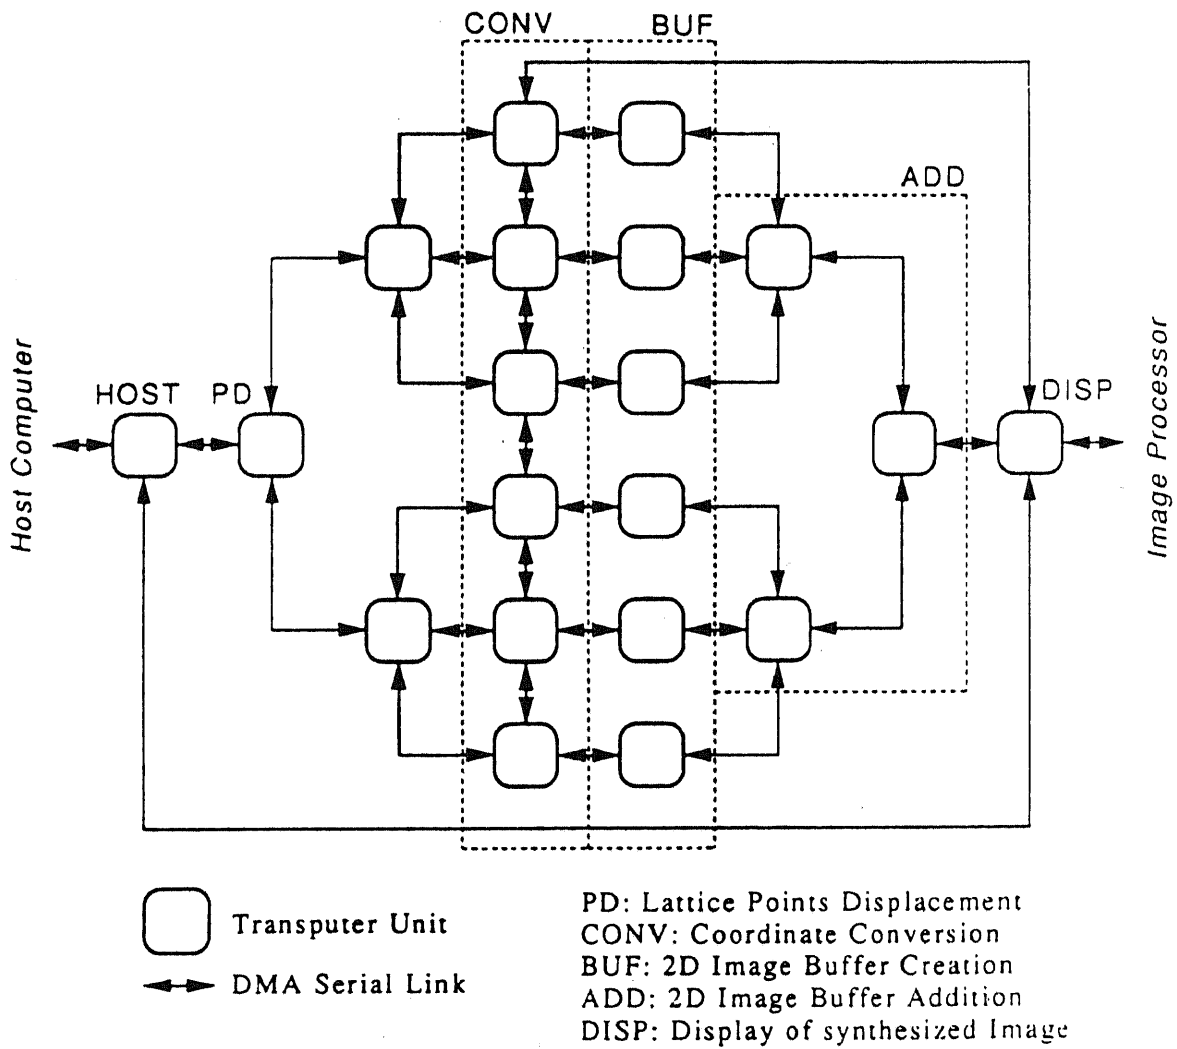 CONV
BUF
ADD
HOST
PD
DISP
Host Computer
Image Processor
Transputer Unit
DMA Serial Link
PD: Lattice Points Displacement
CONV: Coordinate Conversion
BUF: 2D Image Buffer Creation
ADD: 2D Image Buffer Addition
DISP: Display of synthesized Image